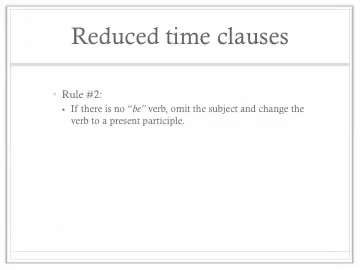 Reduced time clauses
Rule #2:
If there is no “be” verb, omit the subject and change the
verb to a present participle.